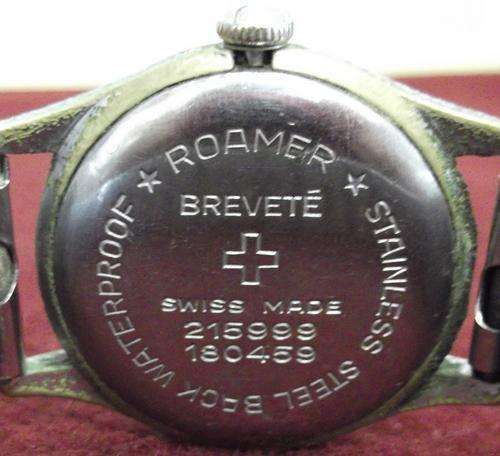 ★ ROAMER ★ STAINLESS STEEL BACK WATERPROOF
BREVETÉ
SWISS MADE
215999
180459